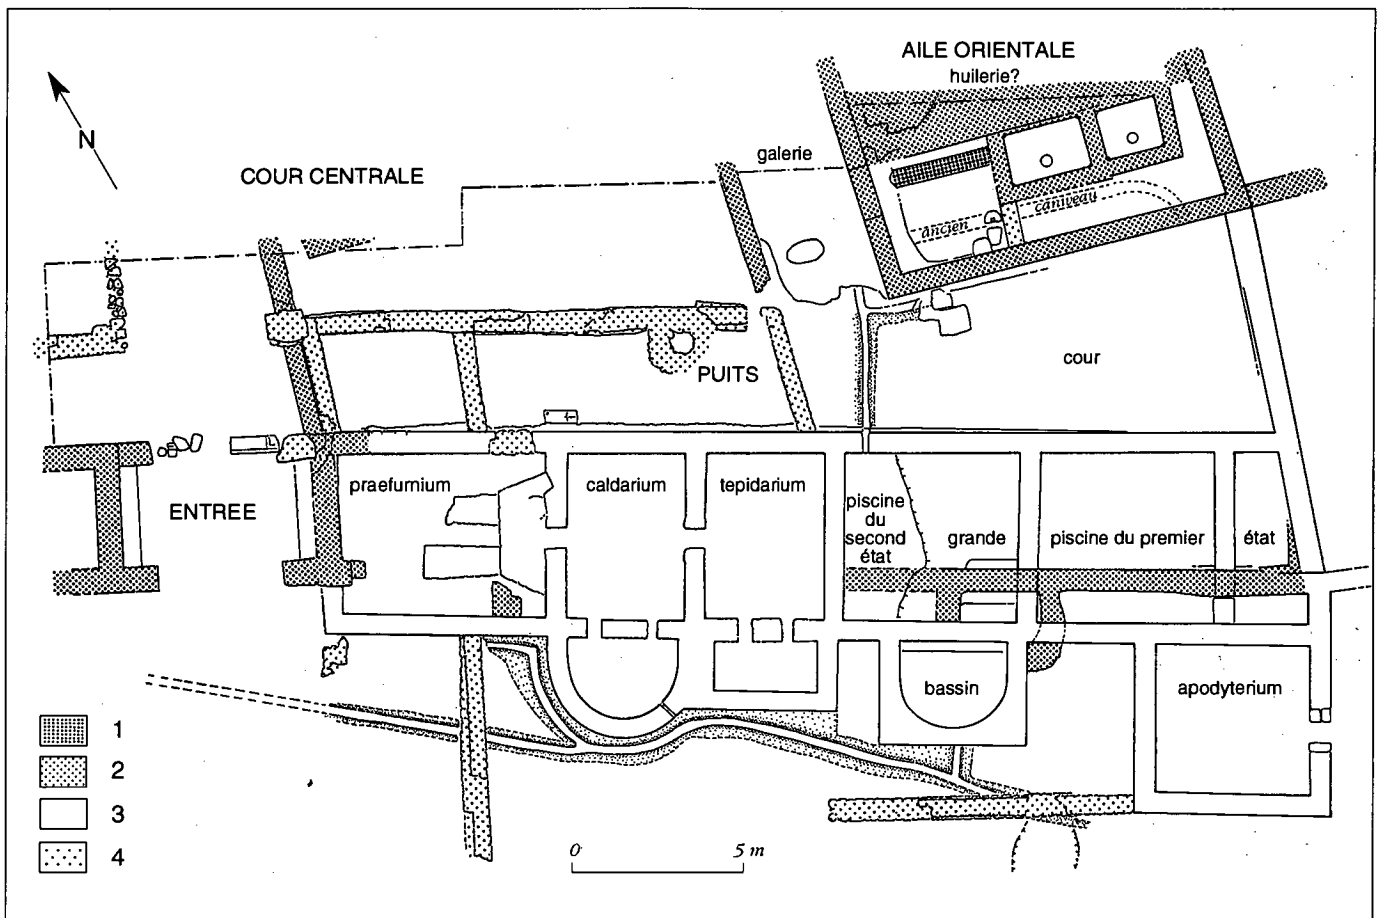 AILE ORIENTALE
huilerie?
N
COUR CENTRALE
galerie
ancien
caniveau
PUITS
cour
ENTREE
praefurnium
caldarium
tepidarium
piscine
du
second
état
grande
piscine du premier
état
bassin
apodyterium
1
2
3
4
0
5 m